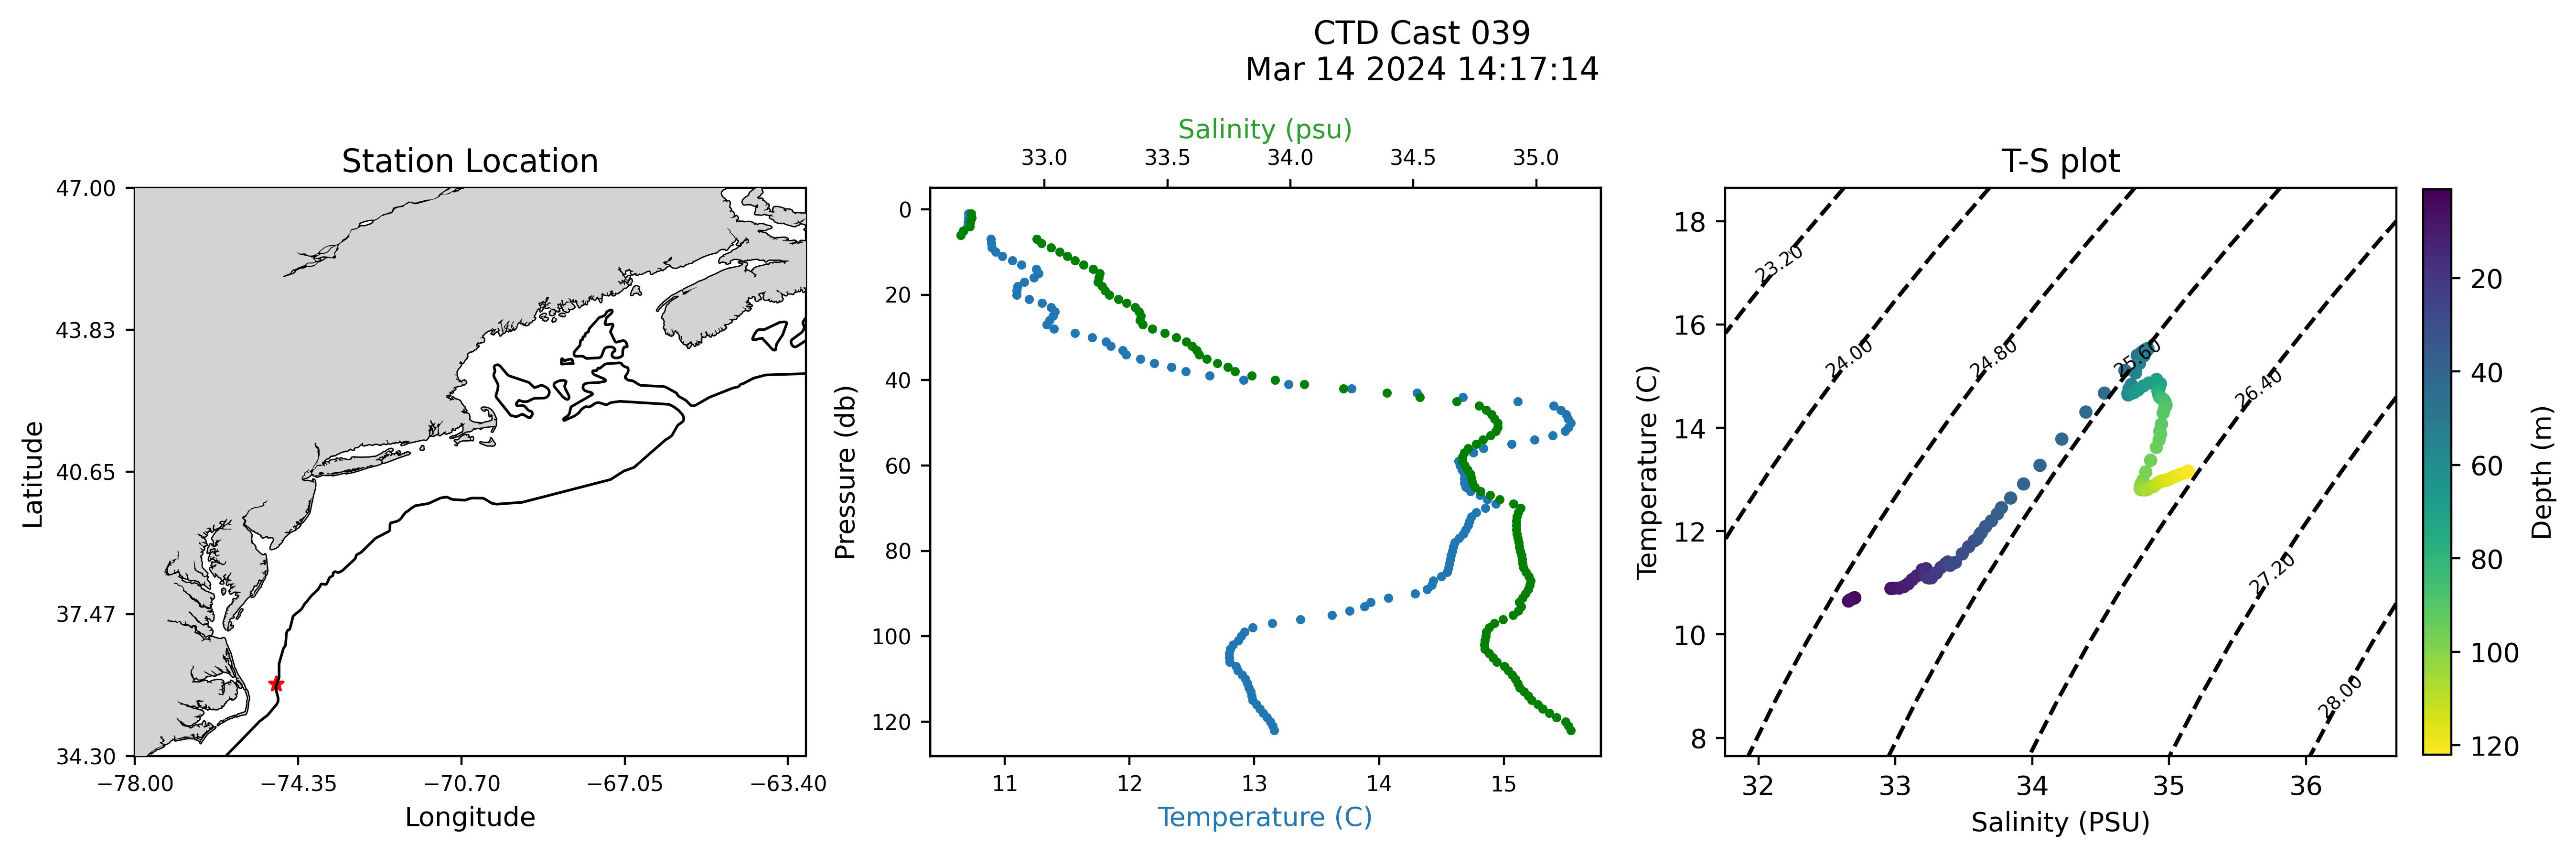 CTD Cast 039
Mar 14 2024 14:17:14
Station Location
47.00
43.83
40.65
37.47
34.30
Latitude
−78.00 −74.35 −70.70 −67.05 −63.40
Longitude
Salinity (psu)
33.0 33.5 34.0 34.5 35.0
0
20
40
60
80
100
120
Pressure (db)
11 12 13 14 15
Temperature (C)
T-S plot
18
16
14
12
10
8
Temperature (C)
23.20
24.00
24.80
25.60
26.40
27.20
28.00
32 33 34 35 36
Salinity (PSU)
20
40
60
80
100
120
Depth (m)